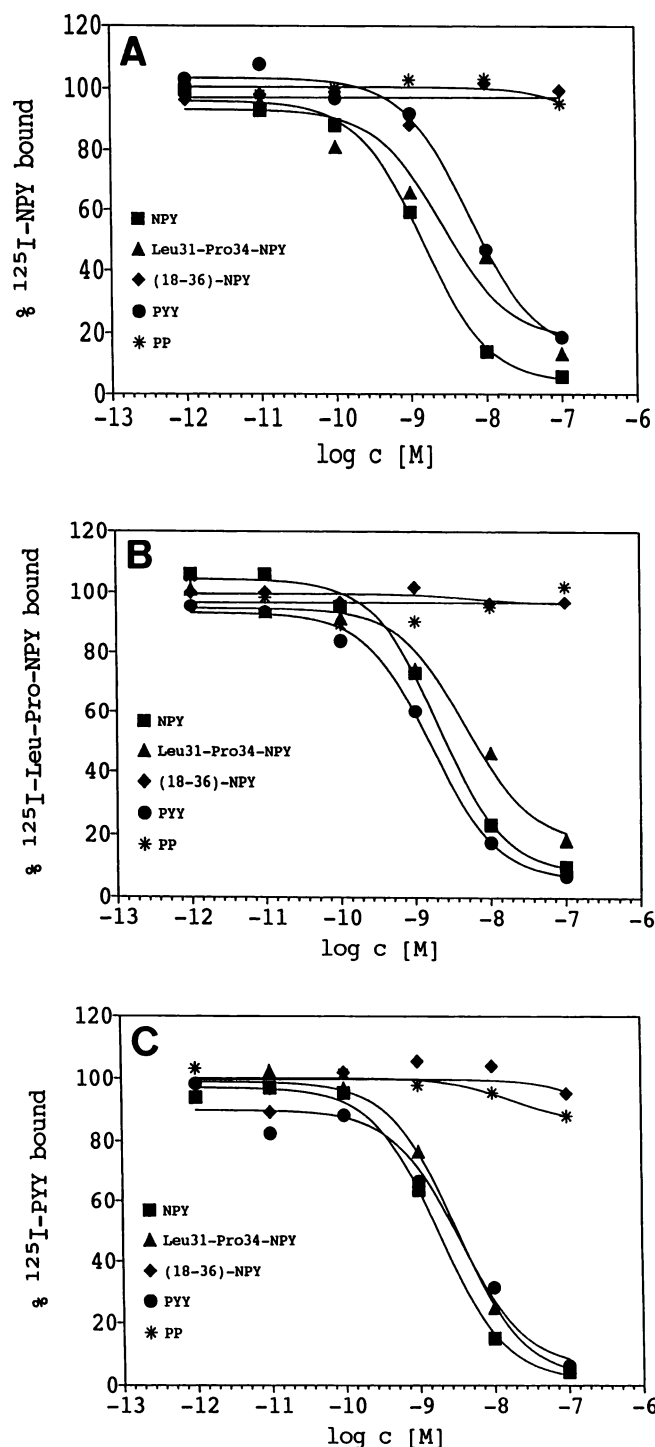 A
% ¹²⁵I-NPY bound
120
100
80
60
40
20
0
NPY
Leu31-Pro34-NPY
(18-36)-NPY
PYY
PP
-13 -12 -11 -10 -9 -8 -7 -6
log c [M]
B
% ¹²⁵I-Leu-Pro-NPY bound
120
100
80
60
40
20
0
NPY
Leu31-Pro34-NPY
(18-36)-NPY
PYY
PP
-13 -12 -11 -10 -9 -8 -7 -6
log c [M]
C
% ¹²⁵I-PYY bound
120
100
80
60
40
20
0
NPY
Leu31-Pro34-NPY
(18-36)-NPY
PYY
PP
-13 -12 -11 -10 -9 -8 -7 -6
log c [M]